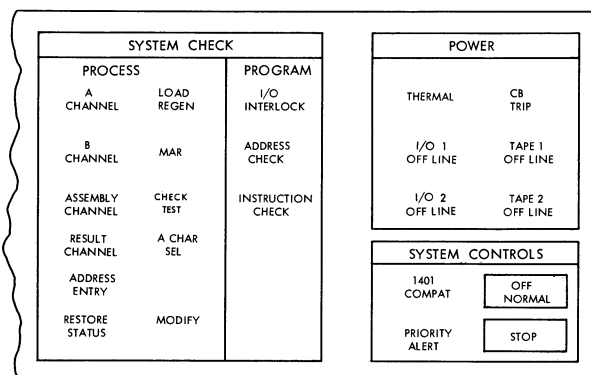 SYSTEM CHECK
PROCESS
PROGRAM
A
CHANNEL
LOAD
REGEN
I/O
INTERLOCK
B
CHANNEL
MAR
ADDRESS
CHECK
ASSEMBLY
CHANNEL
CHECK
TEST
INSTRUCTION
CHECK
RESULT
CHANNEL
A CHAR
SEL
ADDRESS
ENTRY
RESTORE
STATUS
MODIFY
POWER
THERMAL
CB
TRIP
I/O 1
OFF LINE
TAPE 1
OFF LINE
I/O 2
OFF LINE
TAPE 2
OFF LINE
SYSTEM CONTROLS
1401
COMPAT
OFF
NORMAL
PRIORITY
ALERT
STOP